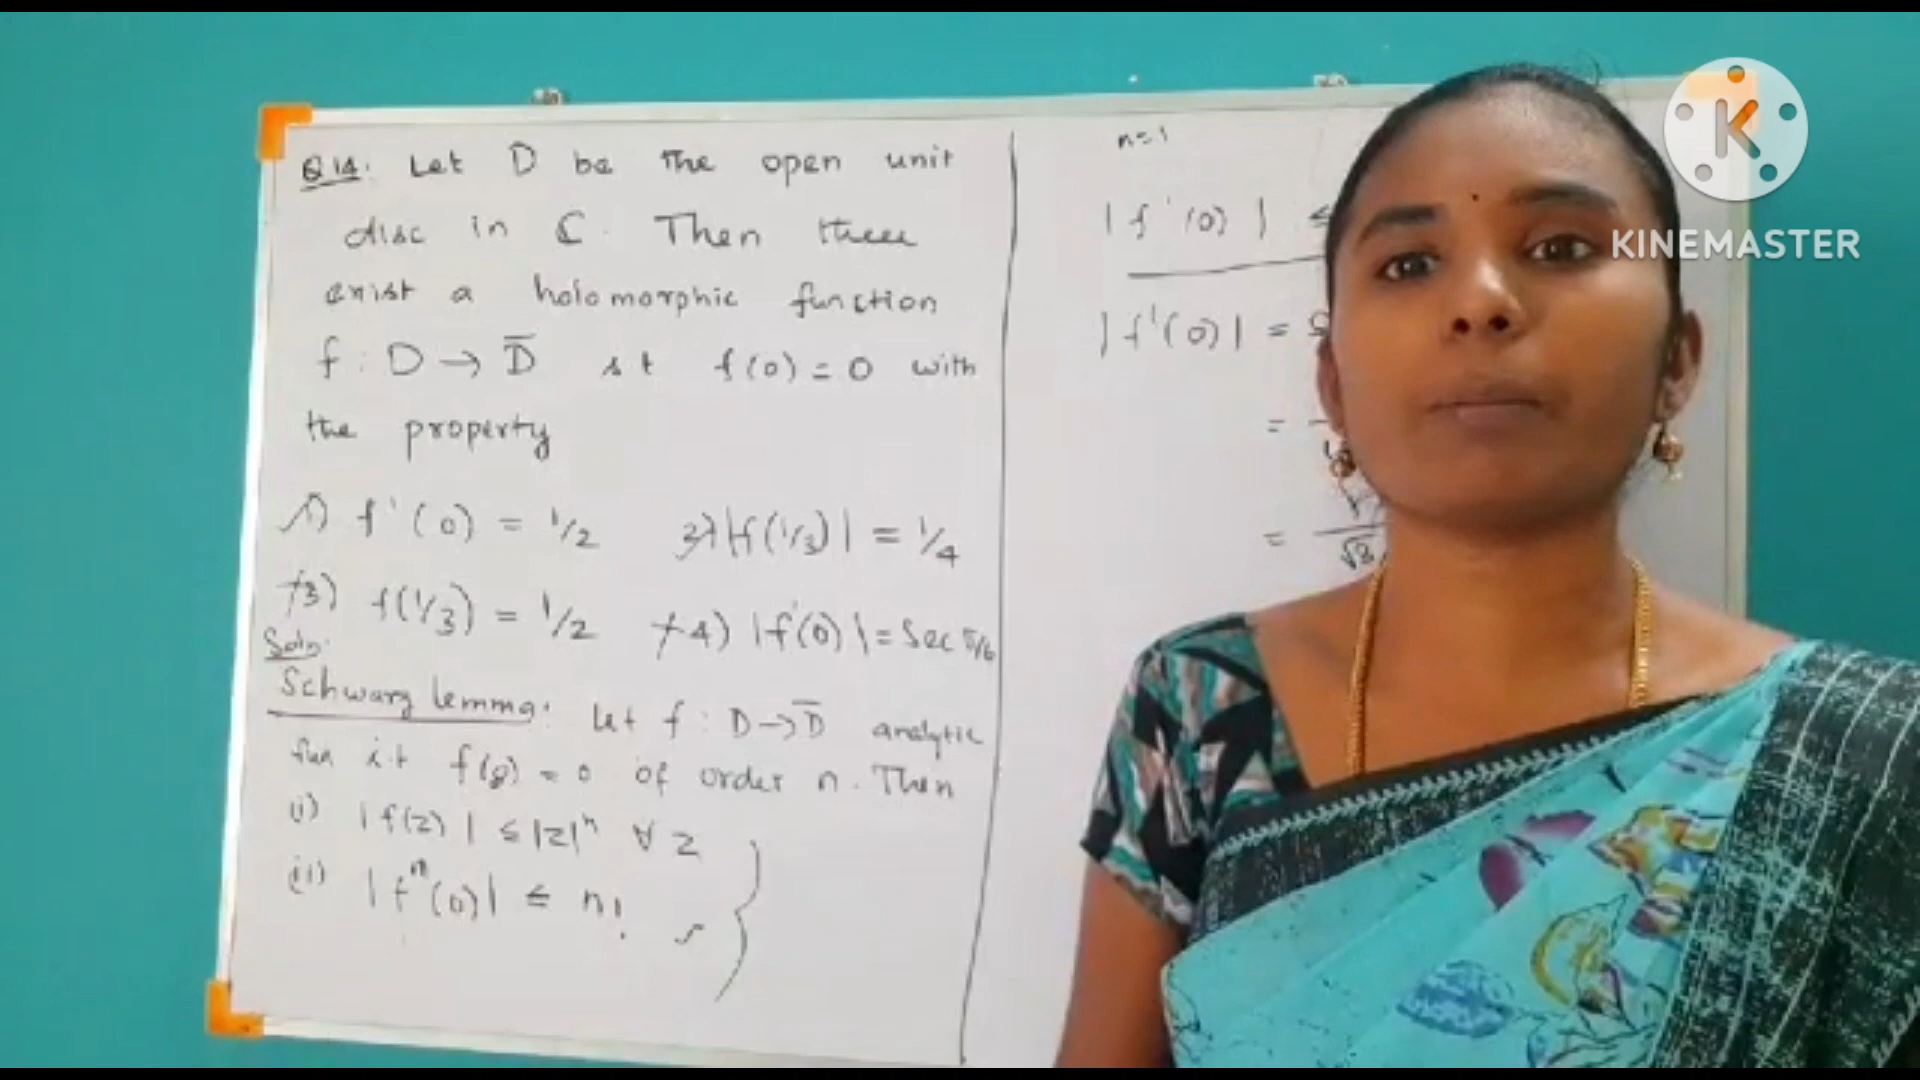 Q14: Let D be the open unit
disc in ℂ. Then there
exist a holomorphic function
f : D → D̅ st f(0) = 0 with
the property
1) f'(0) = 1/2 2) |f(1/3)| = 1/4
3) f(1/3) = 1/2 4) |f'(0)| = Sec π/6
Soln:
Schwarz lemma: Let f : D → D̅ analytic
fun s.t f(0) = 0 of order n. Then
(i) |f(z)| ≤ |z|ⁿ ∀ z
(ii) |fⁿ(0)| ≤ n!
n=1
|f'(0)| ≤
|f'(0)| = S
=
= √3
K
KINEMASTER